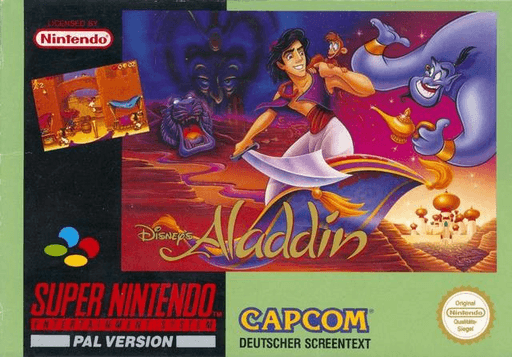 LICENSED BY
Nintendo
Disney's Aladdin
SUPER NINTENDO
ENTERTAINMENT SYSTEM
PAL VERSION
CAPCOM
DEUTSCHER SCREENTEXT
Original
Nintendo
Qualitäts-
Siegel